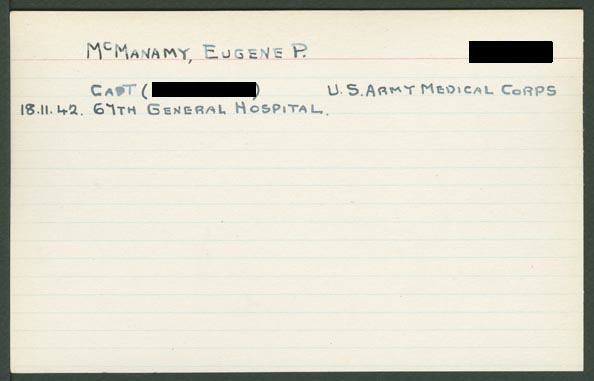 McMANAMY, EUGENE P.
CAPT ( ) U.S. ARMY MEDICAL CORPS
18.11.42. 67TH GENERAL HOSPITAL.